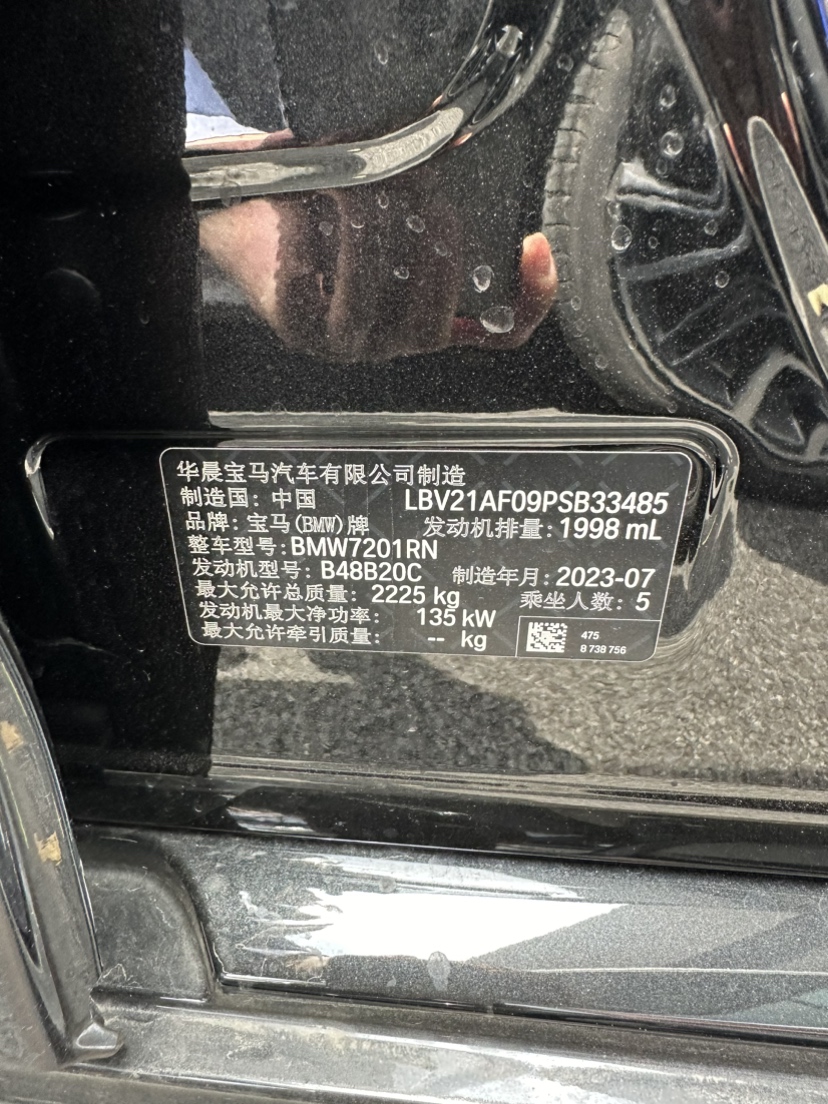 华晨宝马汽车有限公司制造
制造国: 中国 LBV21AF09PSB33485
品牌: 宝马(BMW)牌 发动机排量: 1998 mL
整车型号: BMW7201RN
发动机型号: B48B20C 制造年月: 2023-07
最大允许总质量: 2225 kg 乘坐人数: 5
发动机最大净功率: 135 kW
最大允许牵引质量: -- kg
475
8 738 756